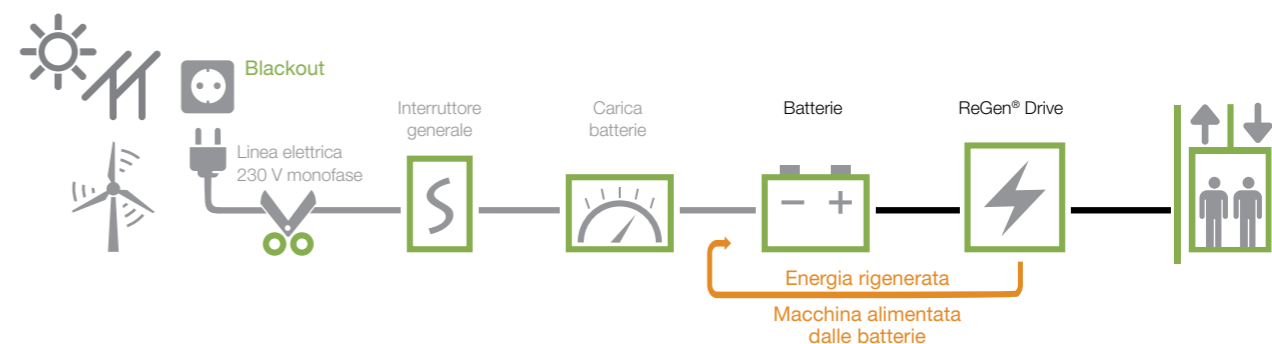 Blackout
Linea elettrica
230 V monofase
Interruttore
generale
Carica
batterie
Batterie
ReGen® Drive
Energia rigenerata
Macchina alimentata
dalle batterie